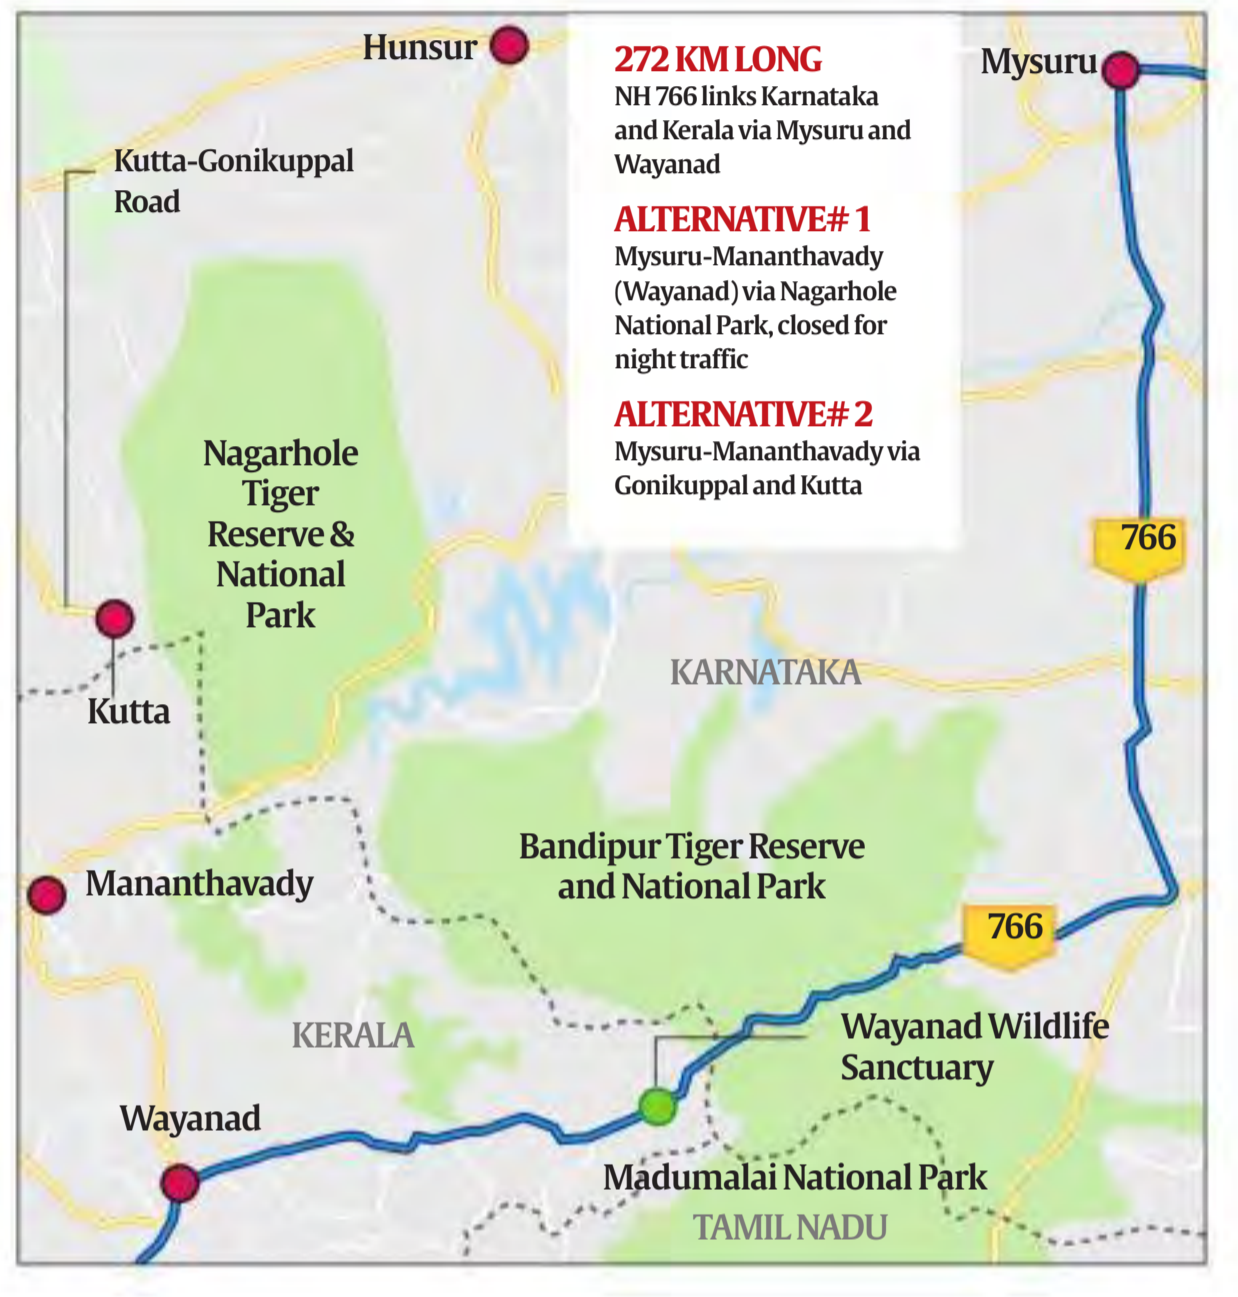 Hunsur
272 KM LONG
NH 766 links Karnataka
and Kerala via Mysuru and
Wayanad
ALTERNATIVE# 1
Mysuru-Mananthavady
(Wayanad) via Nagarhole
National Park, closed for
night traffic
ALTERNATIVE# 2
Mysuru-Mananthavady via
Gonikuppal and Kutta
Mysuru
Kutta-Gonikuppal
Road
Nagarhole
Tiger
Reserve &
National
Park
766
KARNATAKA
Kutta
Bandipur Tiger Reserve
and National Park
Mananthavady
766
KERALA
Wayanad Wildlife
Sanctuary
Wayanad
Madumalai National Park
TAMIL NADU